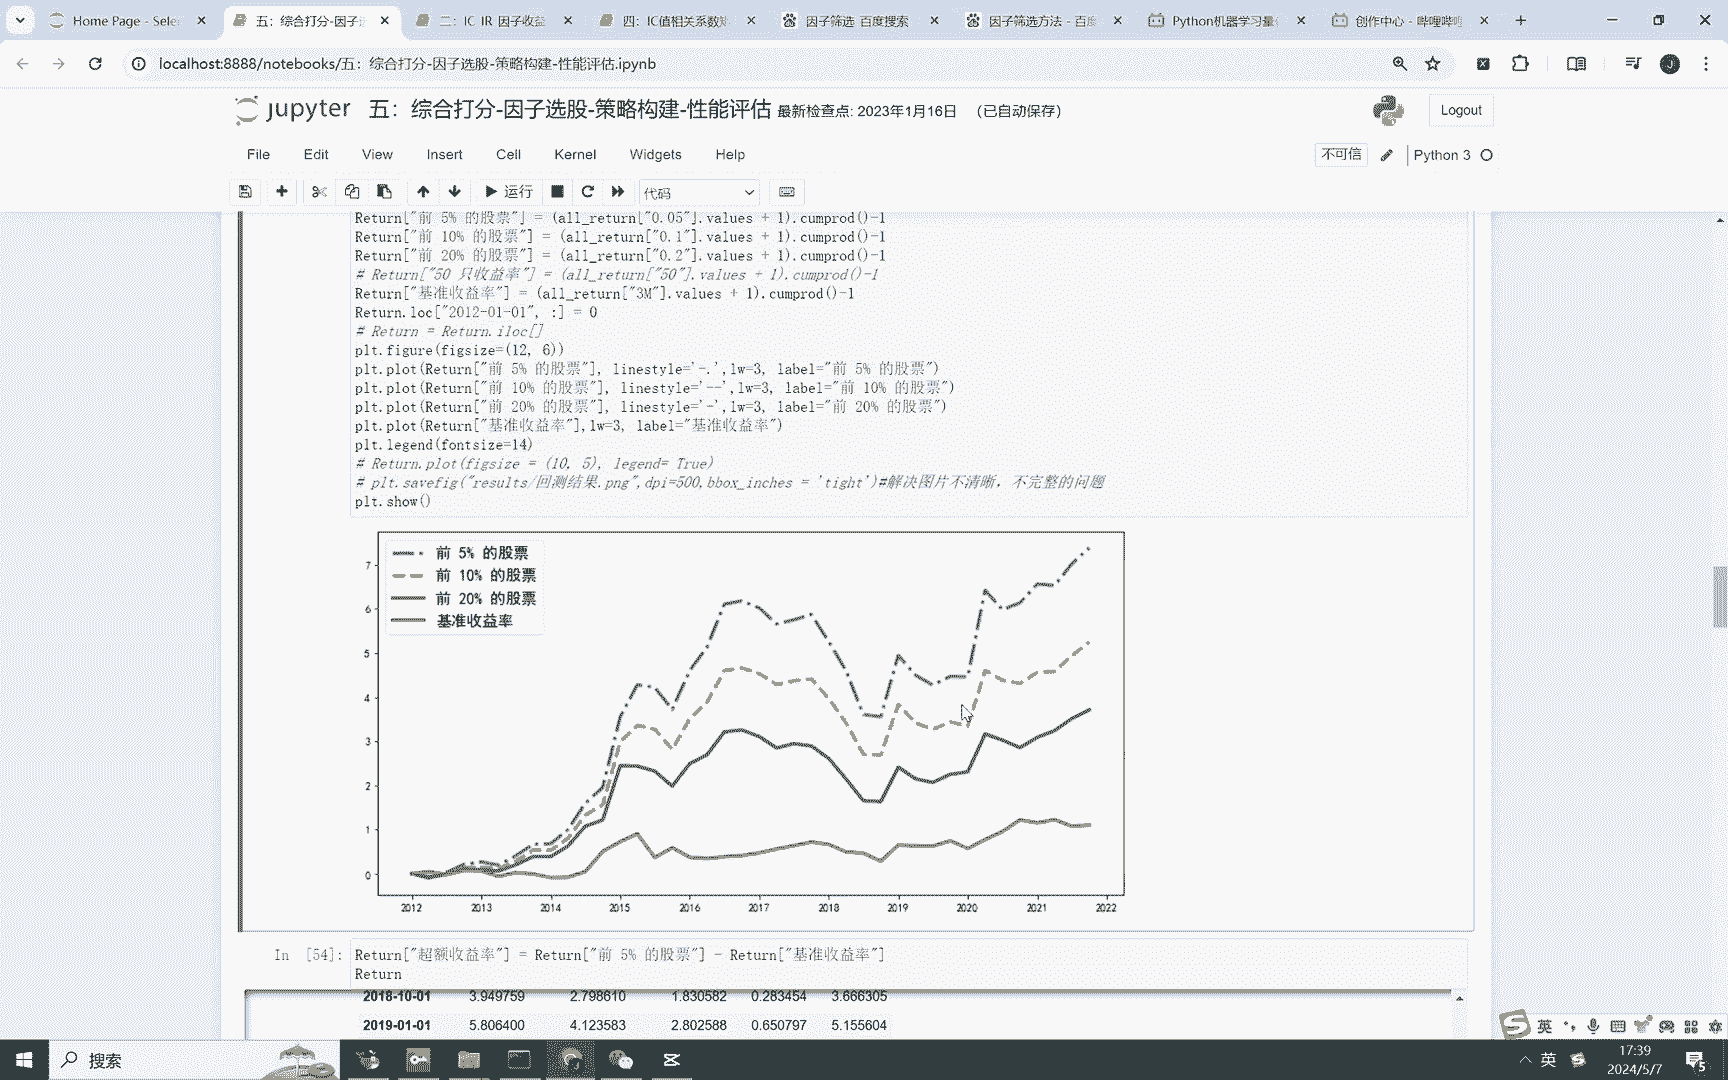 Home Page - Sele
五：综合打分-因子
二：IC IR 因子收益
四：IC值相关系数矩
因子筛选_百度搜索
因子筛选方法 - 百度
Python机器学习量
创作中心 - 哔哩哔哩
localhost:8888/notebooks/五：综合打分-因子选股-策略构建-性能评估.ipynb
J
jupyter 五：综合打分-因子选股-策略构建-性能评估 最后检查点: 2023年1月16日 (已自动保存)
Logout
File Edit View Insert Cell Kernel Widgets Help
不可信
Python 3
运行
代码
Return["前 5% 的股票"] = (all_return["0.05"].values + 1).cumprod()-1
Return["前 10% 的股票"] = (all_return["0.1"].values + 1).cumprod()-1
Return["前 20% 的股票"] = (all_return["0.2"].values + 1).cumprod()-1
# Return["50 只收益率"] = (all_return["50"].values + 1).cumprod()-1
Return["基准收益率"] = (all_return["3M"].values + 1).cumprod()-1
Return.loc["2012-01-01", :] = 0
# Return = Return.iloc[]
plt.figure(figsize=(12, 6))
plt.plot(Return["前 5% 的股票"], linestyle='-.',lw=3, label="前 5% 的股票")
plt.plot(Return["前 10% 的股票"], linestyle='--',lw=3, label="前 10% 的股票")
plt.plot(Return["前 20% 的股票"], linestyle='-',lw=3, label="前 20% 的股票")
plt.plot(Return["基准收益率"],lw=3, label="基准收益率")
plt.legend(fontsize=14)
# Return.plot(figsize = (10, 5), legend= True)
# plt.savefig("results/回测结果.png",dpi=500,bbox_inches = 'tight')#解决图片不清晰，不完整的问题
plt.show()
前 5% 的股票
前 10% 的股票
前 20% 的股票
基准收益率
7
6
5
4
3
2
1
0
2012 2013 2014 2015 2016 2017 2018 2019 2020 2021 2022
In [54]: Return["超额收益率"] = Return["前 5% 的股票"] - Return["基准收益率"]
Return
2018-10-01 3.949759 2.798610 1.830582 0.283454 3.666305
2019-01-01 5.806400 4.123583 2.802588 0.650797 5.155604
S 英
搜索
英
17:39
2024/5/7
5